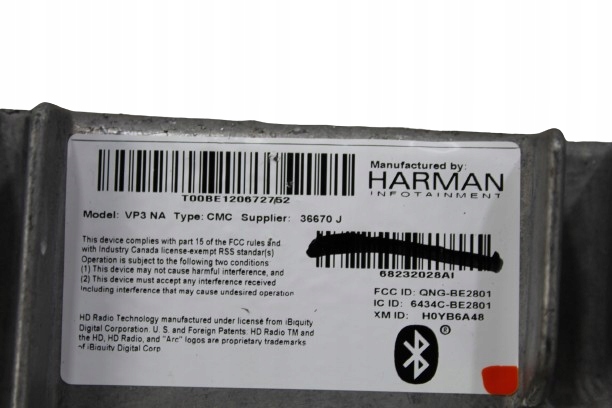 Manufactured by:
HARMAN
INFOTAINMENT
T00BE120672752
Model: VP3 NA Type: CMC Supplier: 36670 J
This device complies with part 15 of the FCC rules and
with Industry Canada license-exempt RSS standar(s)
Operation is subject to the following two conditions
(1) This device may not cause harmful interference, and
(2) This device must accept any interference received
Including interference that may cause undesired operation
68232028AI
FCC ID: QNG-BE2801
IC ID: 6434C-BE2801
XM ID: H0YB6A48
HD Radio Technology manufactured under license from iBiquity
Digital Corporation. U.S. and Foreign Patents. HD Radio TM and
the HD, HD Radio, and "Arc" logos are proprietary trademarks
of iBiquity Digital Corp
®